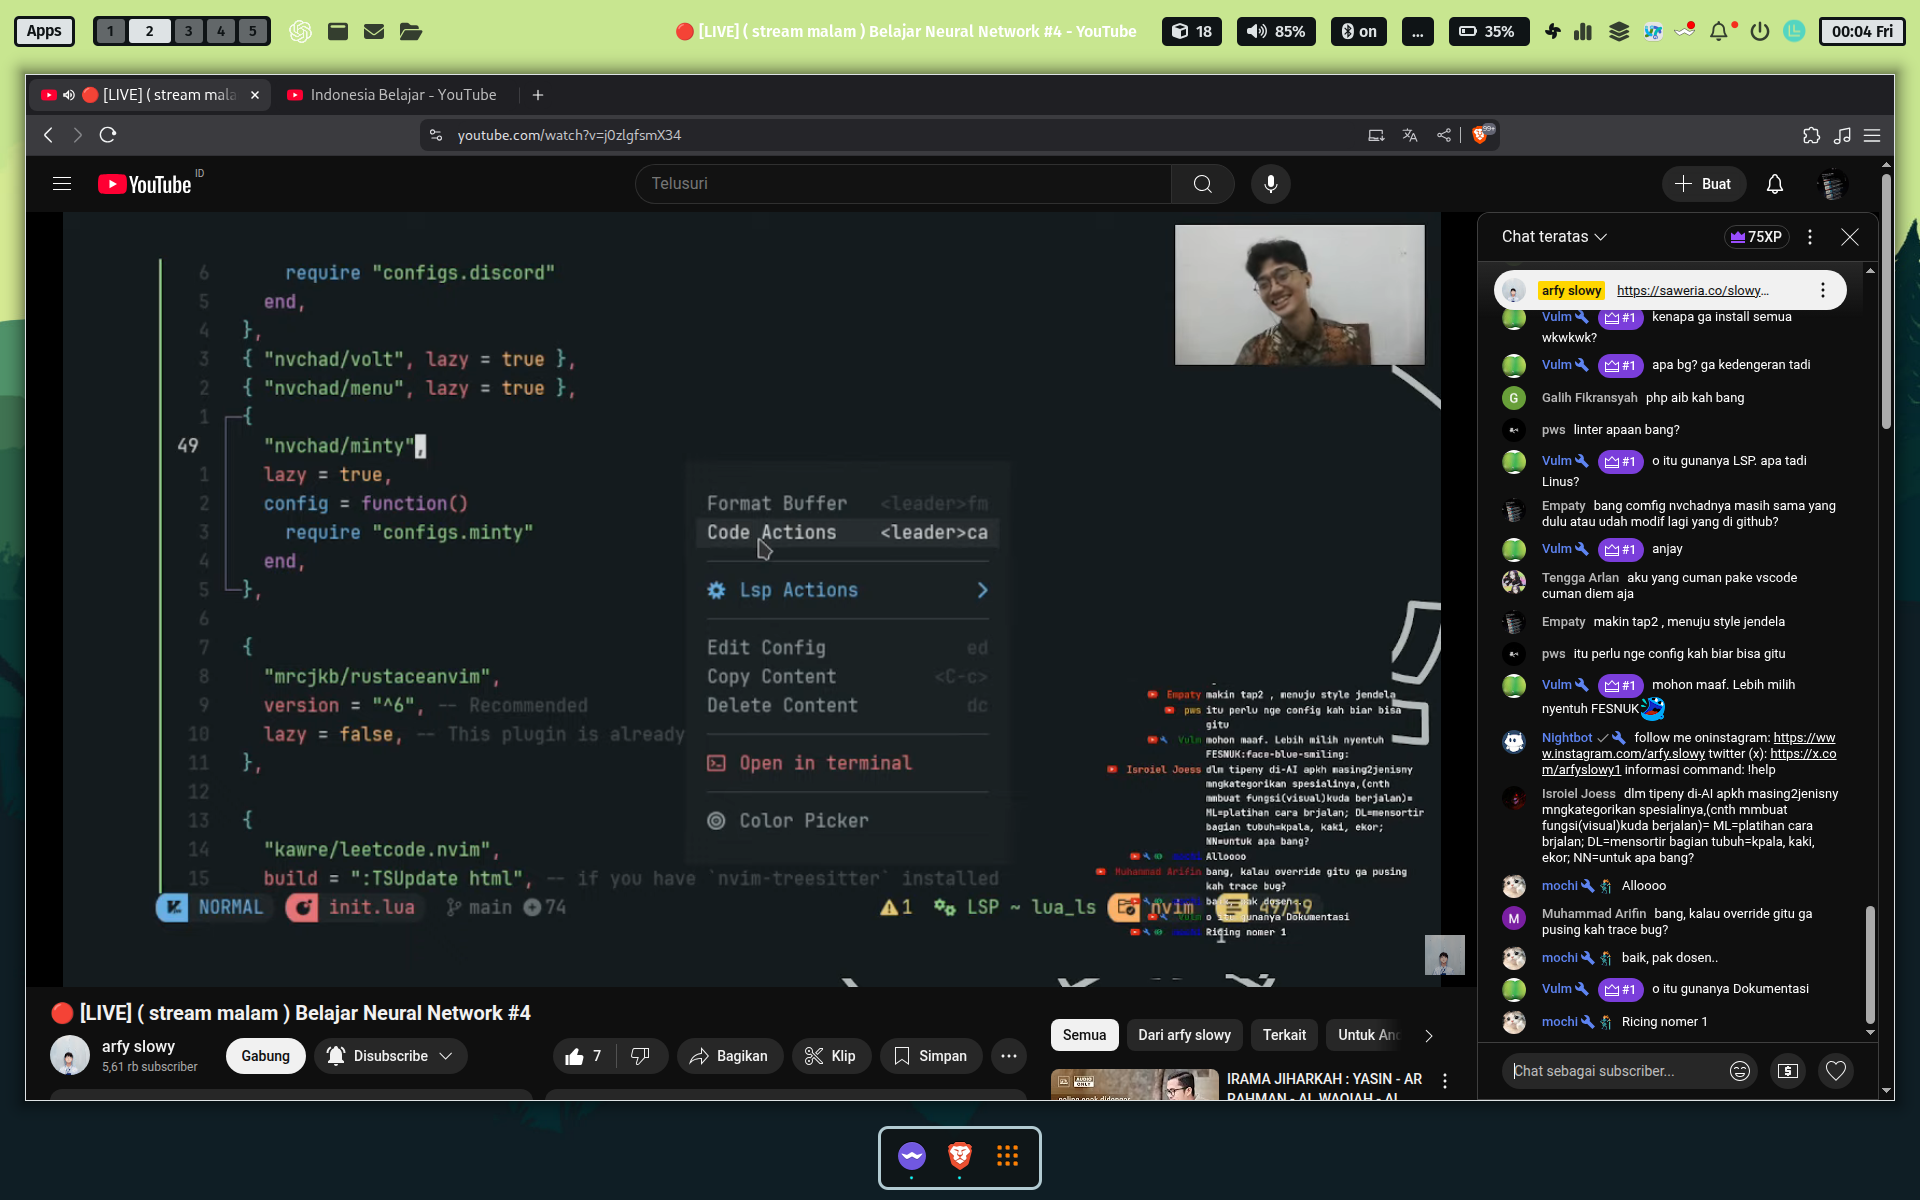 Apps
1 2 3 4 5
[LIVE] ( stream malam ) Belajar Neural Network #4 - YouTube
18
85%
on
...
35%
00:04 Fri
[LIVE] ( stream mala
Indonesia Belajar - YouTube
youtube.com/watch?v=j0zlgfsmX34
99+
YouTube ID
Telusuri
Buat
6 require "configs.discord"
5 end,
4 },
3 { "nvchad/volt", lazy = true },
2 { "nvchad/menu", lazy = true },
1 {
49 "nvchad/minty",
1 lazy = true,
2 config = function()
3 require "configs.minty"
4 end,
5 },
6
7 {
8 "mrcjkb/rustaceanvim",
9 version = "^6", -- Recommended
10 lazy = false, -- This plugin is already
11 },
12
13 {
14 "kawre/leetcode.nvim",
15 build = ":TSUpdate html", -- if you have `nvim-treesitter` installed
Format Buffer <leader>fm
Code Actions <leader>ca
Lsp Actions
Edit Config ed
Copy Content <C-c>
Delete Content dc
Open in terminal
Color Picker
NORMAL init.lua main 74
1 LSP ~ lua_ls nvim 49/19
Empaty makin tap2 , menuju style jendela
pws itu perlu nge config kah biar bisa
gitu
Vulm mohon maaf. Lebih milih nyentuh
FESNUK:face-blue-smiling:
Isroiel Joess dlm tipeny di-AI apkh masing2jenisny
mngkategorikan spesialinya,(cnth
mmbuat fungsi(visual)kuda berjalan)=
ML=platihan cara brjalan; DL=mensortir
bagian tubuh=kpala, kaki, ekor;
NN=untuk apa bang?
mochi Alloooo
Muhammad Arifin bang, kalau override gitu ga pusing
kah trace bug?
mochi baik, pak dosen..
Vulm o itu gunanya Dokumentasi
mochi Ricing nomer 1
Chat teratas
75XP
arfy slowy https://saweria.co/slowy...
Vulm #1 kenapa ga install semua
wkwkwk?
Vulm #1 apa bg? ga kedengeran tadi
G Galih Fikransyah php aib kah bang
pws linter apaan bang?
Vulm #1 o itu gunanya LSP. apa tadi
Linus?
Empaty bang comfig nvchadnya masih sama yang
dulu atau udah modif lagi yang di github?
Vulm #1 anjay
Tengga Arlan aku yang cuman pake vscode
cuman diem aja
Empaty makin tap2 , menuju style jendela
pws itu perlu nge config kah biar bisa gitu
Vulm #1 mohon maaf. Lebih milih
nyentuh FESNUK
Nightbot follow me oninstagram: https://ww
w.instagram.com/arfy.slowy twitter (x): https://x.co
m/arfyslowy1 informasi command: !help
Isroiel Joess dlm tipeny di-AI apkh masing2jenisny
mngkategorikan spesialinya,(cnth mmbuat
fungsi(visual)kuda berjalan)= ML=platihan cara
brjalan; DL=mensortir bagian tubuh=kpala, kaki,
ekor; NN=untuk apa bang?
mochi Alloooo
M Muhammad Arifin bang, kalau override gitu ga
pusing kah trace bug?
mochi baik, pak dosen..
Vulm #1 o itu gunanya Dokumentasi
mochi Ricing nomer 1
Chat sebagai subscriber...
[LIVE] ( stream malam ) Belajar Neural Network #4
arfy slowy
5,61 rb subscriber
Gabung
Disubscribe
7
Bagikan
Klip
Simpan
Semua
Dari arfy slowy
Terkait
Untuk An
IRAMA JIHARKAH : YASIN - AR
RAHMAN - AL WAQIAH - AL